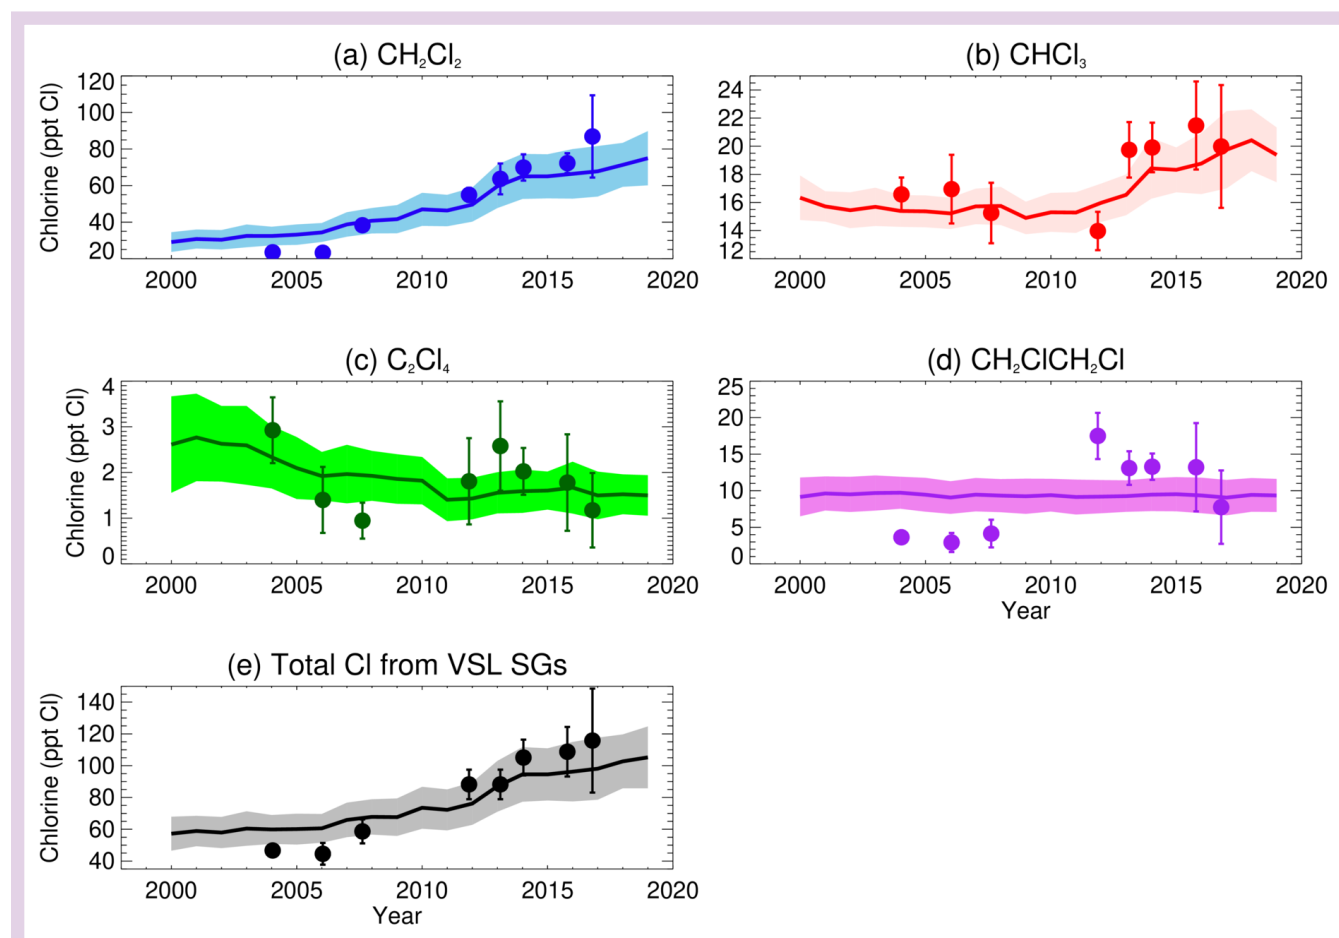 (a) CH₂Cl₂
Chlorine (ppt Cl)
120
100
80
60
40
20
2000 2005 2010 2015 2020
(b) CHCl₃
24
22
20
18
16
14
12
2000 2005 2010 2015 2020
(c) C₂Cl₄
Chlorine (ppt Cl)
4
3
2
1
0
2000 2005 2010 2015 2020
(d) CH₂ClCH₂Cl
25
20
15
10
5
0
2000 2005 2010 2015 2020
Year
(e) Total Cl from VSL SGs
Chlorine (ppt Cl)
140
120
100
80
60
40
2000 2005 2010 2015 2020
Year